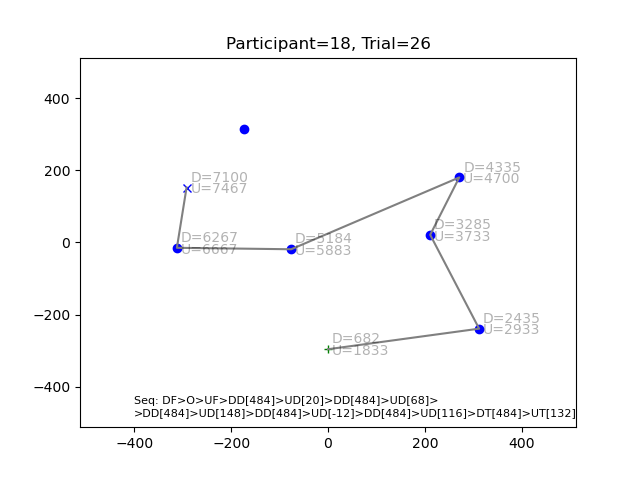 Participant=18, Trial=26
400
200
0
−200
−400
D=4335
U=4700
D=7100
U=7467
D=3285
U=3733
D=6267
U=6667
D=5184
U=5883
D=2435
U=2933
D=682
U=1833
Seq: DF>O>UF>DD[484]>UD[20]>DD[484]>UD[68]>
>DD[484]>UD[148]>DD[484]>UD[-12]>DD[484]>UD[116]>DT[484]>UT[132]
−400 −200 0 200 400